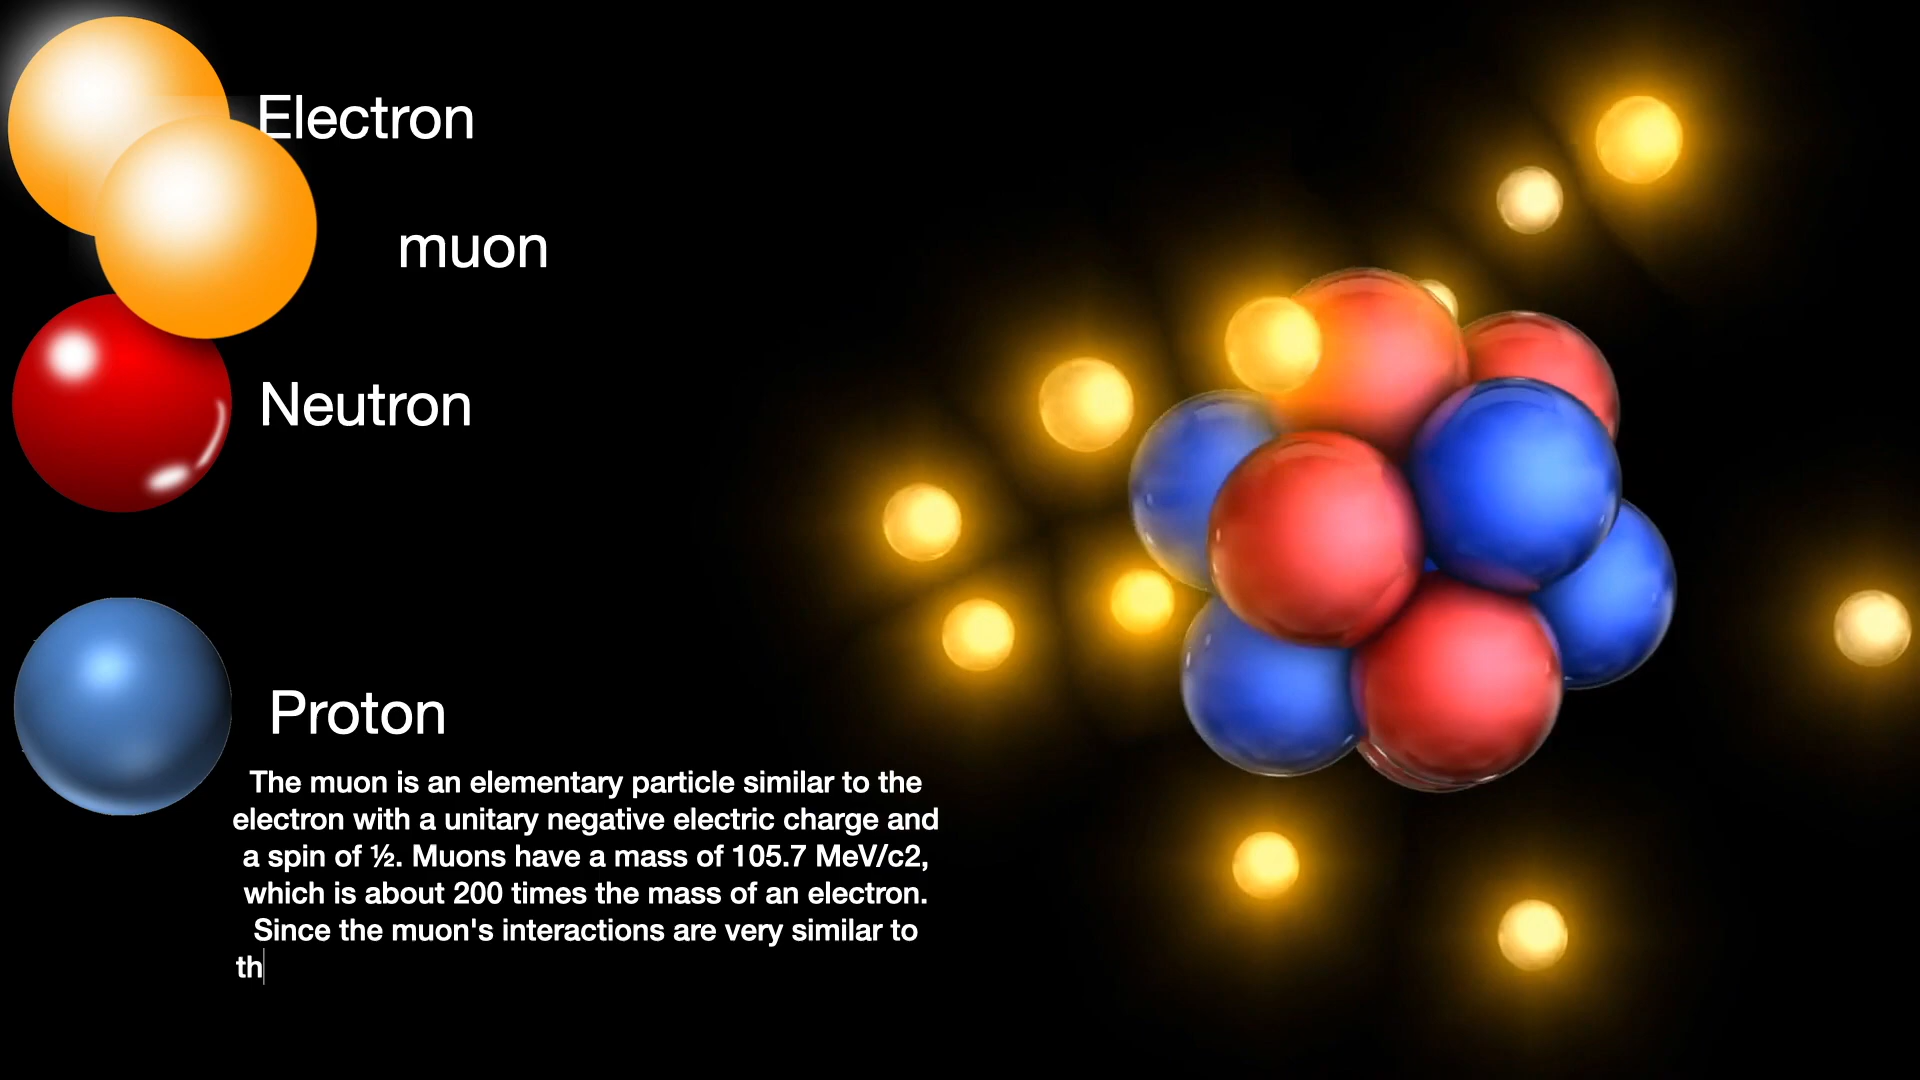 Electron
muon
Neutron
Proton
The muon is an elementary particle similar to the
electron with a unitary negative electric charge and
a spin of ½. Muons have a mass of 105.7 MeV/c2,
which is about 200 times the mass of an electron.
Since the muon's interactions are very similar to
th